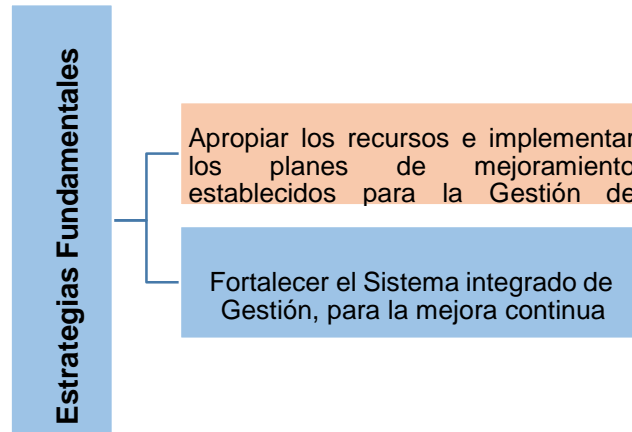 Estrategias Fundamentales
Apropiar los recursos e implementar
los planes de mejoramiento
establecidos para la Gestión de
Fortalecer el Sistema integrado de
Gestión, para la mejora continua